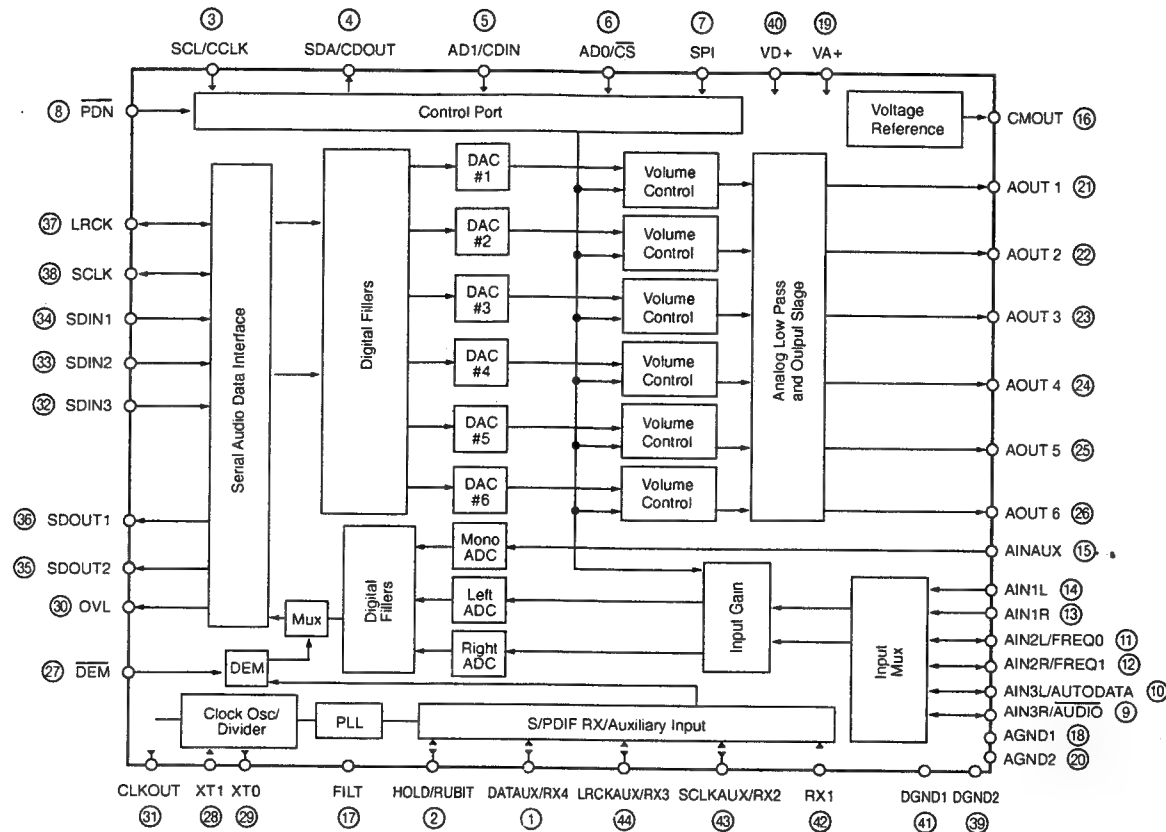 ③ ④ ⑤ ⑥ ⑦ ㊵ ⑲
SCL/CCLK SDA/CDOUT AD1/CDIN AD0/CS SPI VD+ VA+
⑧ PDN
Control Port
Voltage
Reference
CMOUT ⑯
Serial Audio Data Interface
Digital Fillers
DAC
#1
DAC
#2
DAC
#3
DAC
#4
DAC
#5
DAC
#6
Volume
Control
Volume
Control
Volume
Control
Volume
Control
Volume
Control
Volume
Control
Analog Low Pass
and Output Slage
AOUT 1 ㉑
AOUT 2 ㉒
AOUT 3 ㉓
AOUT 4 ㉔
AOUT 5 ㉕
AOUT 6 ㉖
㊲ LRCK
㊳ SCLK
㉞ SDIN1
㉝ SDIN2
㉜ SDIN3
㊱ SDOUT1
㉟ SDOUT2
㉚ OVL
㉗ DEM
Mux
DEM
Digital
Fillers
Mono
ADC
Left
ADC
Right
ADC
Input Gain
Input
Mux
AINAUX ⑮
AIN1L ⑭
AIN1R ⑬
AIN2L/FREQ0 ⑪
AIN2R/FREQ1 ⑫
AIN3L/AUTODATA ⑩
AIN3R/AUDIO ⑨
AGND1 ⑱
AGND2 ⑳
Clock Osc/
Divider
PLL
S/PDIF RX/Auxiliary Input
CLKOUT XT1 XT0 FILT HOLD/RUBIT DATAUX/RX4 LRCKAUX/RX3 SCLKAUX/RX2 RX1 DGND1 DGND2
㉛ ㉘ ㉙ ⑰ ② ① ㊹ ㊸ ㊷ ㊶ ㊴